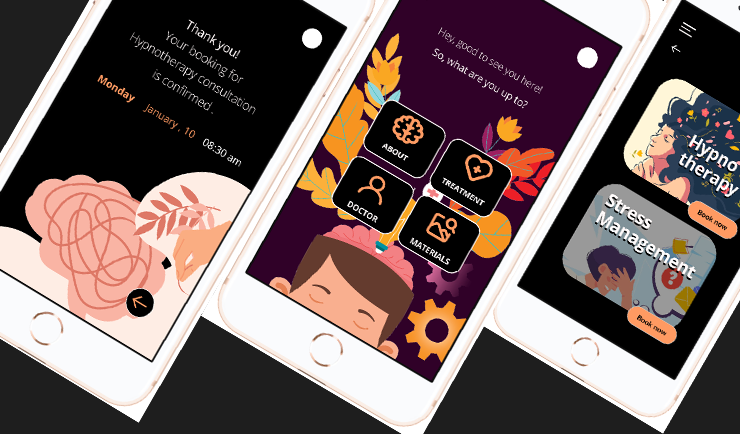 Thank you!
Your booking for
Hypnotherapy consultation
is confirmed.
Monday January, 10 08:30 am
Hey, good to see you here!
So, what are you up to?
ABOUT
TREATMENT
DOCTOR
MATERIALS
Hypno
therapy
Book now
Stress
Management
Book now